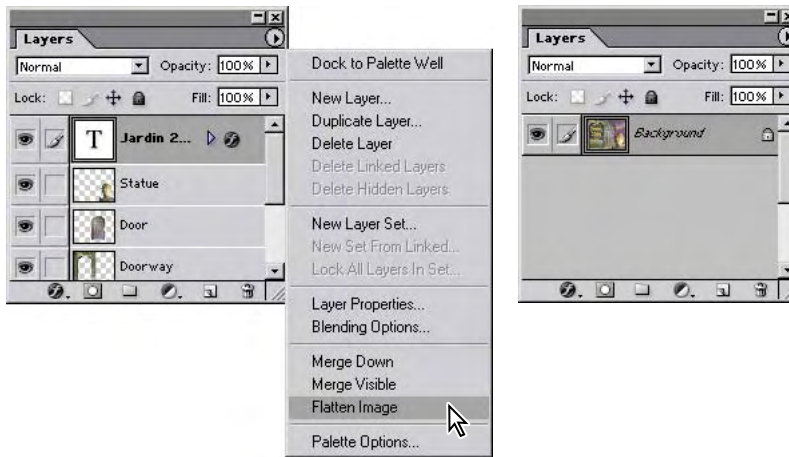 Layers
Normal Opacity: 100%
Lock: Fill: 100%
T Jardin 2...
Statue
Door
Doorway
Dock to Palette Well
New Layer...
Duplicate Layer...
Delete Layer
Delete Linked Layers
Delete Hidden Layers
New Layer Set...
New Set From Linked...
Lock All Layers In Set...
Layer Properties...
Blending Options...
Merge Down
Merge Visible
Flatten Image
Palette Options...
Layers
Normal Opacity: 100%
Lock: Fill: 100%
Background